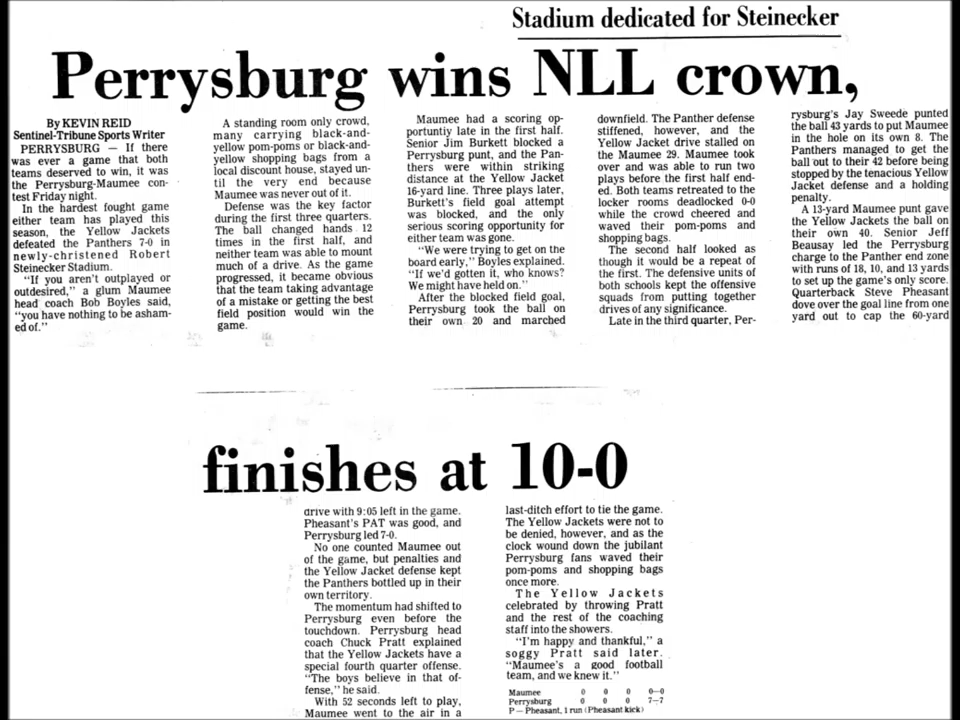 Stadium dedicated for Steinecker
Perrysburg wins NLL crown,
By KEVIN REID
Sentinel-Tribune Sports Writer
PERRYSBURG — If there
was ever a game that both
teams deserved to win, it was
the Perrysburg-Maumee con-
test Friday night.
In the hardest fought game
either team has played this
season, the Yellow Jackets
defeated the Panthers 7-0 in
newly-christened Robert
Steinecker Stadium.
"If you aren't outplayed or
outdesired," a glum Maumee
head coach Bob Boyles said,
"you have nothing to be asham-
ed of."
A standing room only crowd,
many carrying black-and-
yellow pom-poms or black-and-
yellow shopping bags from a
local discount house, stayed un-
til the very end because
Maumee was never out of it.
Defense was the key factor
during the first three quarters.
The ball changed hands 12
times in the first half, and
neither team was able to mount
much of a drive. As the game
progressed, it became obvious
that the team taking advantage
of a mistake or getting the best
field position would win the
game.
Maumee had a scoring op-
portuntiy late in the first half.
Senior Jim Burkett blocked a
Perrysburg punt, and the Pan-
thers were within striking
distance at the Yellow Jacket
16-yard line. Three plays later,
Burkett's field goal attempt
was blocked, and the only
serious scoring opportunity for
either team was gone.
"We were trying to get on the
board early," Boyles explained.
"If we'd gotten it, who knows?
We might have held on."
After the blocked field goal,
Perrysburg took the ball on
their own 20 and marched
downfield. The Panther defense
stiffened, however, and the
Yellow Jacket drive stalled on
the Maumee 29. Maumee took
over and was able to run two
plays before the first half end-
ed. Both teams retreated to the
locker rooms deadlocked 0-0
while the crowd cheered and
waved their pom-poms and
shopping bags.
The second half looked as
though it would be a repeat of
the first. The defensive units of
both schools kept the offensive
squads from putting together
drives of any significance.
Late in the third quarter, Per-
rysburg's Jay Sweede punted
the ball 43 yards to put Maumee
in the hole on its own 8. The
Panthers managed to get the
ball out to their 42 before being
stopped by the tenacious Yellow
Jacket defense and a holding
penalty.
A 13-yard Maumee punt gave
the Yellow Jackets the ball on
their own 40. Senior Jeff
Beausay led the Perrysburg
charge to the Panther end zone
with runs of 18, 10, and 13 yards
to set up the game's only score.
Quarterback Steve Pheasant
dove over the goal line from one
yard out to cap the 60-yard
finishes at 10-0
drive with 9:05 left in the game.
Pheasant's PAT was good, and
Perrysburg led 7-0.
No one counted Maumee out
of the game, but penalties and
the Yellow Jacket defense kept
the Panthers bottled up in their
own territory.
The momentum had shifted to
Perrysburg even before the
touchdown. Perrysburg head
coach Chuck Pratt explained
that the Yellow Jackets have a
special fourth quarter offense.
"The boys believe in that of-
fense," he said.
With 52 seconds left to play,
Maumee went to the air in a
last-ditch effort to tie the game.
The Yellow Jackets were not to
be denied, however, and as the
clock wound down the jubilant
Perrysburg fans waved their
pom-poms and shopping bags
once more.
The Yellow Jackets
celebrated by throwing Pratt
and the rest of the coaching
staff into the showers.
"I'm happy and thankful," a
soggy Pratt said later.
"Maumee's a good football
team, and we knew it."
Maumee 0 0 0 0—0
Perrysburg 0 0 0 7—7
P — Pheasant, 1 run (Pheasant kick)